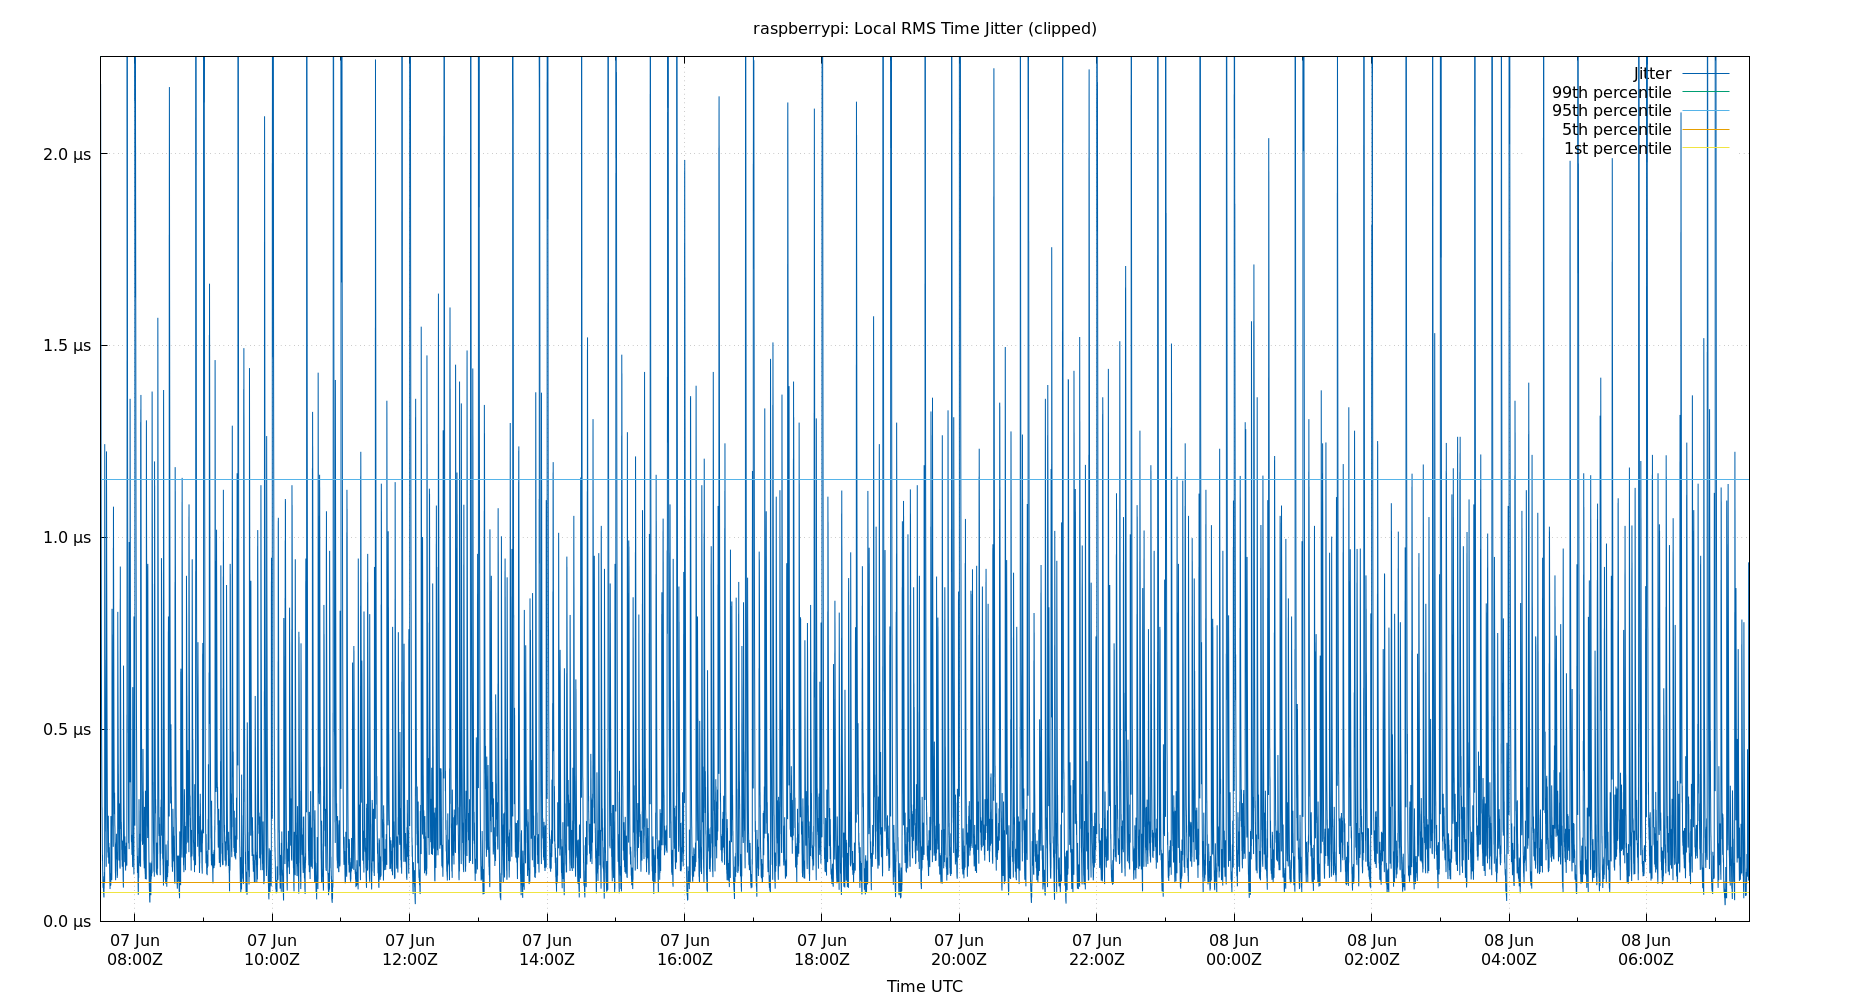 raspberrypi: Local RMS Time Jitter (clipped)
Jitter
99th percentile
95th percentile
5th percentile
1st percentile
2.0 µs
1.5 µs
1.0 µs
0.5 µs
0.0 µs
07 Jun 07 Jun 07 Jun 07 Jun 07 Jun 07 Jun 07 Jun 07 Jun 08 Jun 08 Jun 08 Jun 08 Jun
08:00Z 10:00Z 12:00Z 14:00Z 16:00Z 18:00Z 20:00Z 22:00Z 00:00Z 02:00Z 04:00Z 06:00Z
Time UTC